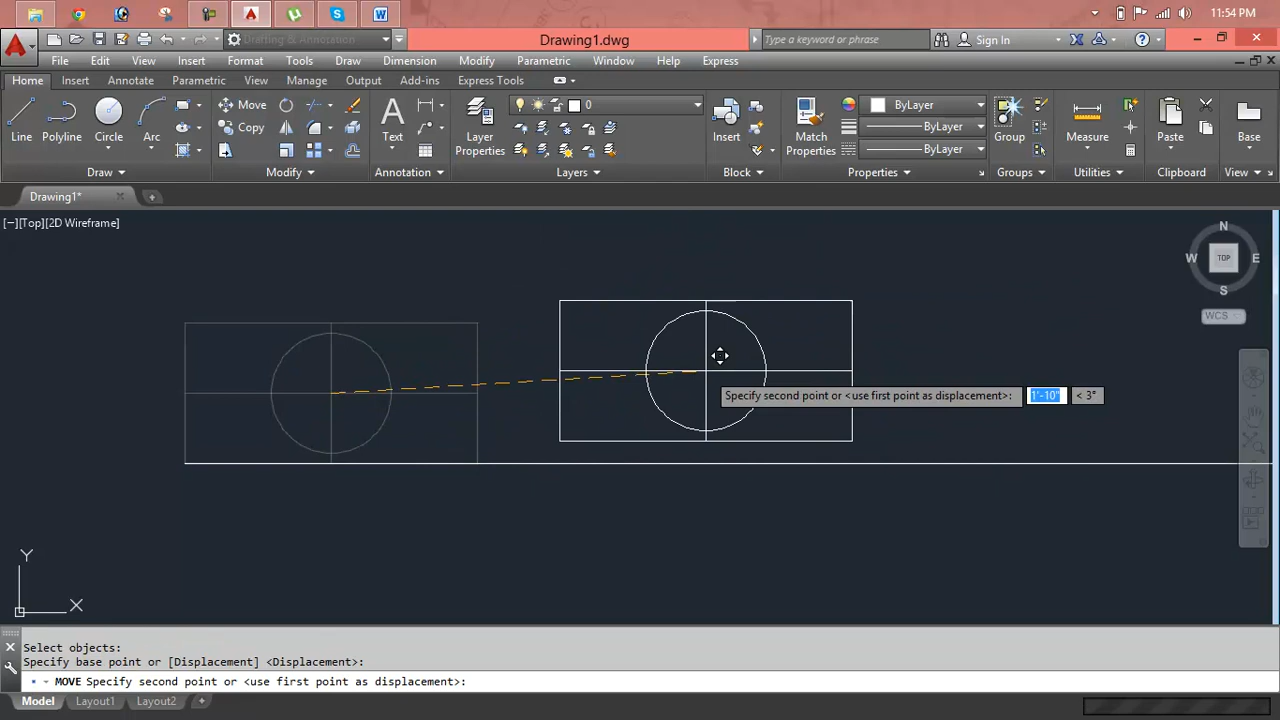 11:54 PM
Drafting & Annotation
Drawing1.dwg
Type a keyword or phrase
Sign In
File Edit View Insert Format Tools Draw Dimension Modify Parametric Window Help Express
Home Insert Annotation Parametric View Manage Output Add-ins Express Tools
Line Polyline Circle Arc
Move
Copy
Text
Layer
Properties
0
Insert
Match
Properties
ByLayer
ByLayer
ByLayer
Group
Measure
Paste
Base
Draw Modify Annotation Layers Block Properties Groups Utilities Clipboard View
Drawing1*
[−][Top][2D Wireframe]
N
W TOP E
S
WCS
Specify second point or <use first point as displacement>: 1'-10" < 3°
Y
X
Select objects:
Specify base point or [Displacement] <Displacement>:
MOVE Specify second point or <use first point as displacement>:
Model Layout1 Layout2